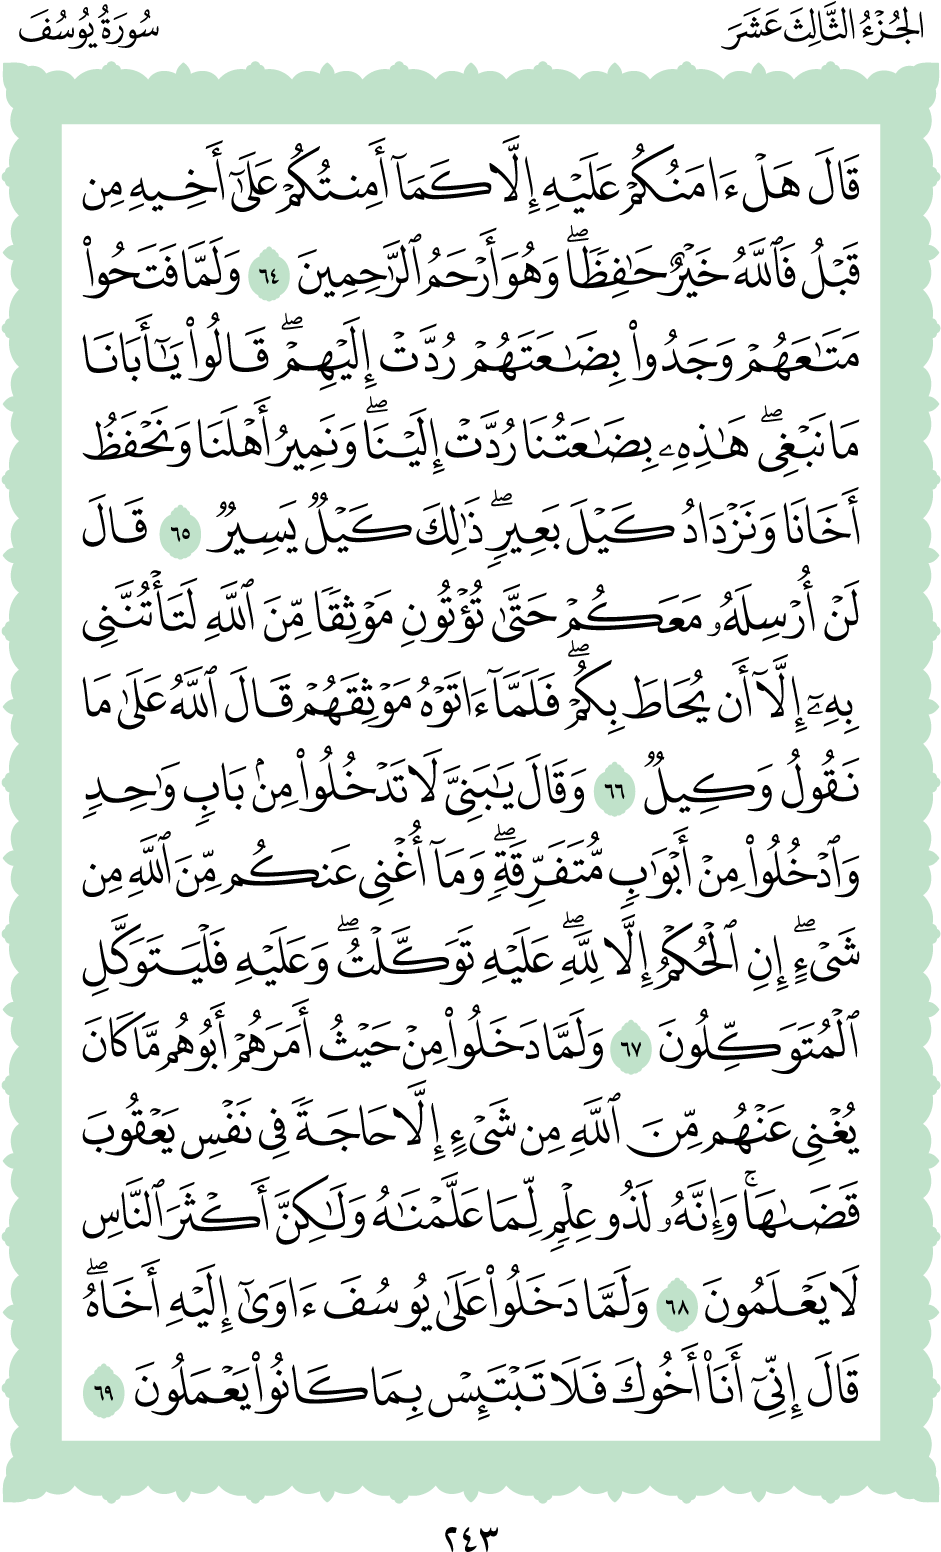 الجُزْءُ الثَّالِثَ عَشَرَ
سُورَةُ يُوسُفَ
قَالَ هَلْ ءَامَنُكُمْ عَلَيْهِ إِلَّا كَمَآ أَمِنتُكُمْ عَلَىٰٓ أَخِيهِ مِن
قَبْلُ فَٱللَّهُ خَيْرٌ حَٰفِظًاۖ وَهُوَ أَرْحَمُ ٱلرَّٰحِمِينَ ٦٤ وَلَمَّا فَتَحُوا۟
مَتَٰعَهُمْ وَجَدُوا۟ بِضَٰعَتَهُمْ رُدَّتْ إِلَيْهِمْۖ قَالُوا۟ يَٰٓأَبَانَا
مَا نَبْغِىۖ هَٰذِهِۦ بِضَٰعَتُنَا رُدَّتْ إِلَيْنَاۖ وَنَمِيرُ أَهْلَنَا وَنَحْفَظُ
أَخَانَا وَنَزْدَادُ كَيْلَ بَعِيرٍۖ ذَٰلِكَ كَيْلٌ يَسِيرٌ ٦٥ قَالَ
لَنْ أُرْسِلَهُۥ مَعَكُمْ حَتَّىٰ تُؤْتُونِ مَوْثِقًا مِّنَ ٱللَّهِ لَتَأْتُنَّنِى
بِهِۦٓ إِلَّآ أَن يُحَاطَ بِكُمْۖ فَلَمَّآ ءَاتَوْهُ مَوْثِقَهُمْ قَالَ ٱللَّهُ عَلَىٰ مَا
نَقُولُ وَكِيلٌ ٦٦ وَقَالَ يَٰبَنِىَّ لَا تَدْخُلُوا۟ مِنۢ بَابٍ وَٰحِدٍ
وَٱدْخُلُوا۟ مِنْ أَبْوَٰبٍ مُّتَفَرِّقَةٍۖ وَمَآ أُغْنِى عَنكُم مِّنَ ٱللَّهِ مِن
شَىْءٍۖ إِنِ ٱلْحُكْمُ إِلَّا لِلَّهِۖ عَلَيْهِ تَوَكَّلْتُۖ وَعَلَيْهِ فَلْيَتَوَكَّلِ
ٱلْمُتَوَكِّلُونَ ٦٧ وَلَمَّا دَخَلُوا۟ مِنْ حَيْثُ أَمَرَهُمْ أَبُوهُم مَّا كَانَ
يُغْنِى عَنْهُم مِّنَ ٱللَّهِ مِن شَىْءٍ إِلَّا حَاجَةً فِى نَفْسِ يَعْقُوبَ
قَضَىٰهَاۚ وَإِنَّهُۥ لَذُو عِلْمٍ لِّمَا عَلَّمْنَٰهُ وَلَٰكِنَّ أَكْثَرَ ٱلنَّاسِ
لَا يَعْلَمُونَ ٦٨ وَلَمَّا دَخَلُوا۟ عَلَىٰ يُوسُفَ ءَاوَىٰٓ إِلَيْهِ أَخَاهُۖ
قَالَ إِنِّىٓ أَنَا۠ أَخُوكَ فَلَا تَبْتَئِسْ بِمَا كَانُوا۟ يَعْمَلُونَ ٦٩
٢٤٣